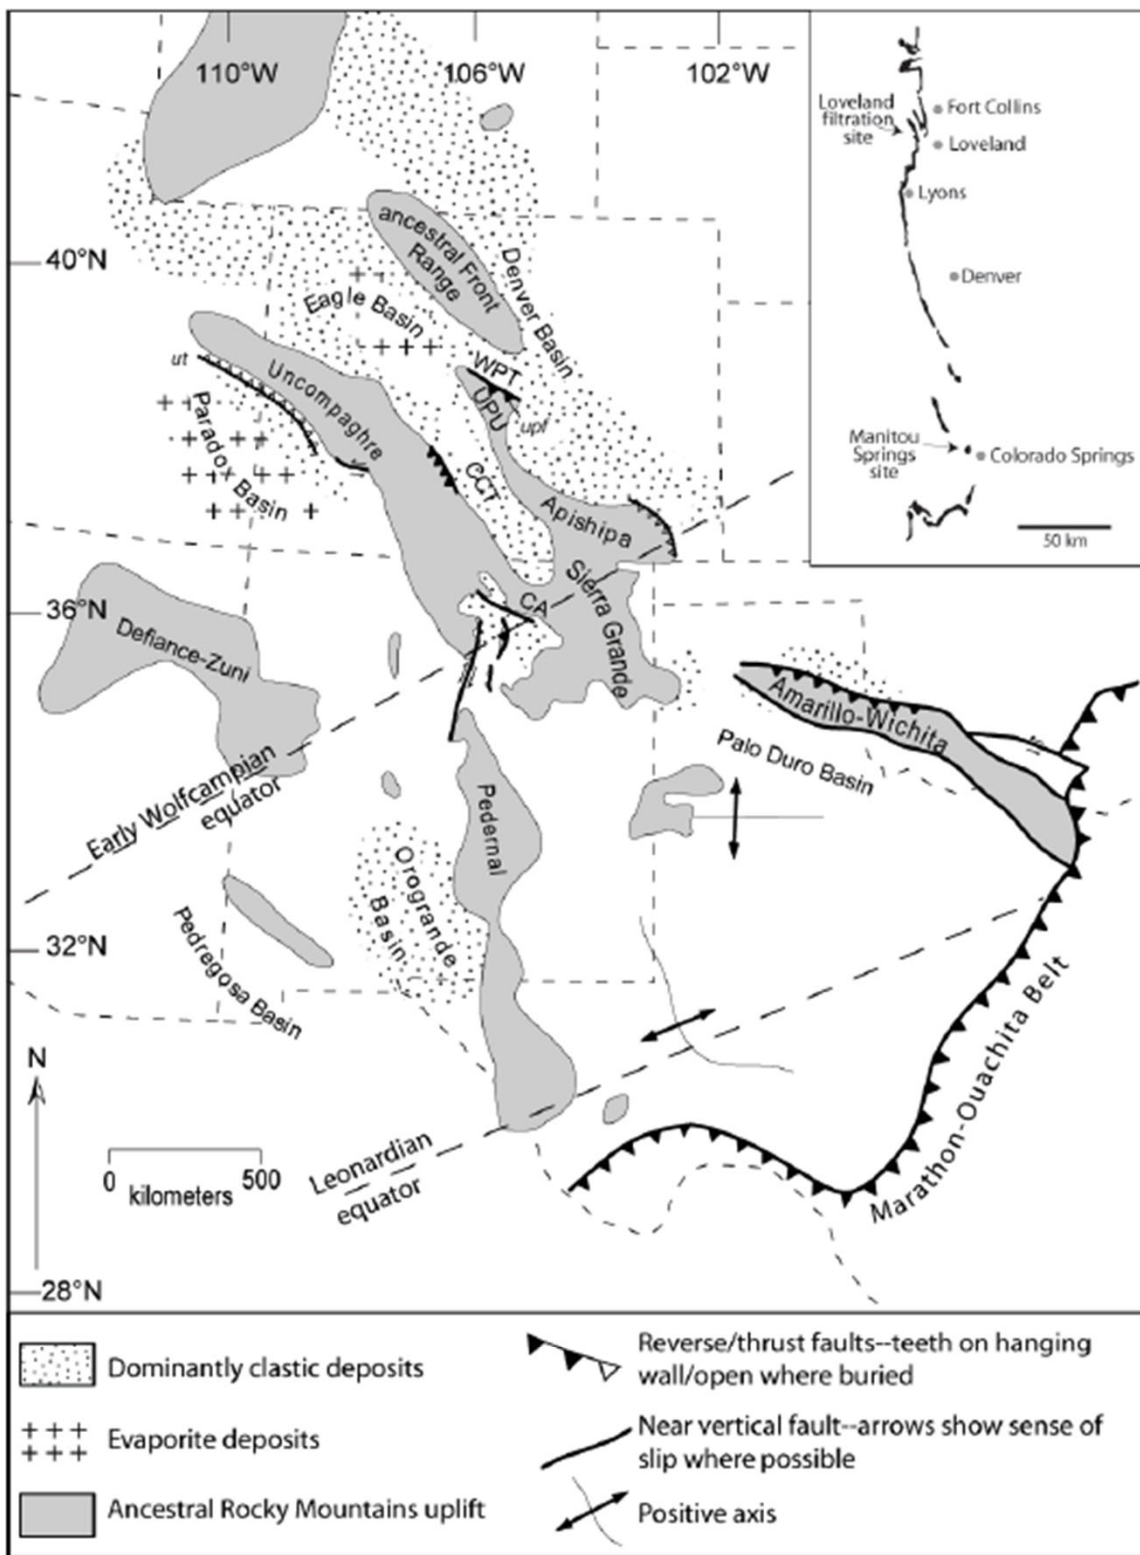 110°W
106°W
102°W
40°N
36°N
32°N
28°N
Loveland
filtration
site
Fort Collins
Loveland
Lyons
Denver
Manitou
Springs
site
Colorado Springs
50 km
ancestral Front
Range
Denver Basin
Eagle Basin
WPT
UPU
upf
ut
Uncompaghre
Paradox Basin
CCT
Apishipa
Sierra Grande
CA
Defiance-Zuni
Amarillo-Wichita
Palo Duro Basin
Early Wolfcampian
equator
Pedernal
Orogrande
Basin
Pedregosa Basin
Marathon-Ouachita Belt
Leonardian
equator
N
0 500
kilometers
Dominantly clastic deposits
Evaporite deposits
Ancestral Rocky Mountains uplift
Reverse/thrust faults--teeth on hanging
wall/open where buried
Near vertical fault--arrows show sense of
slip where possible
Positive axis